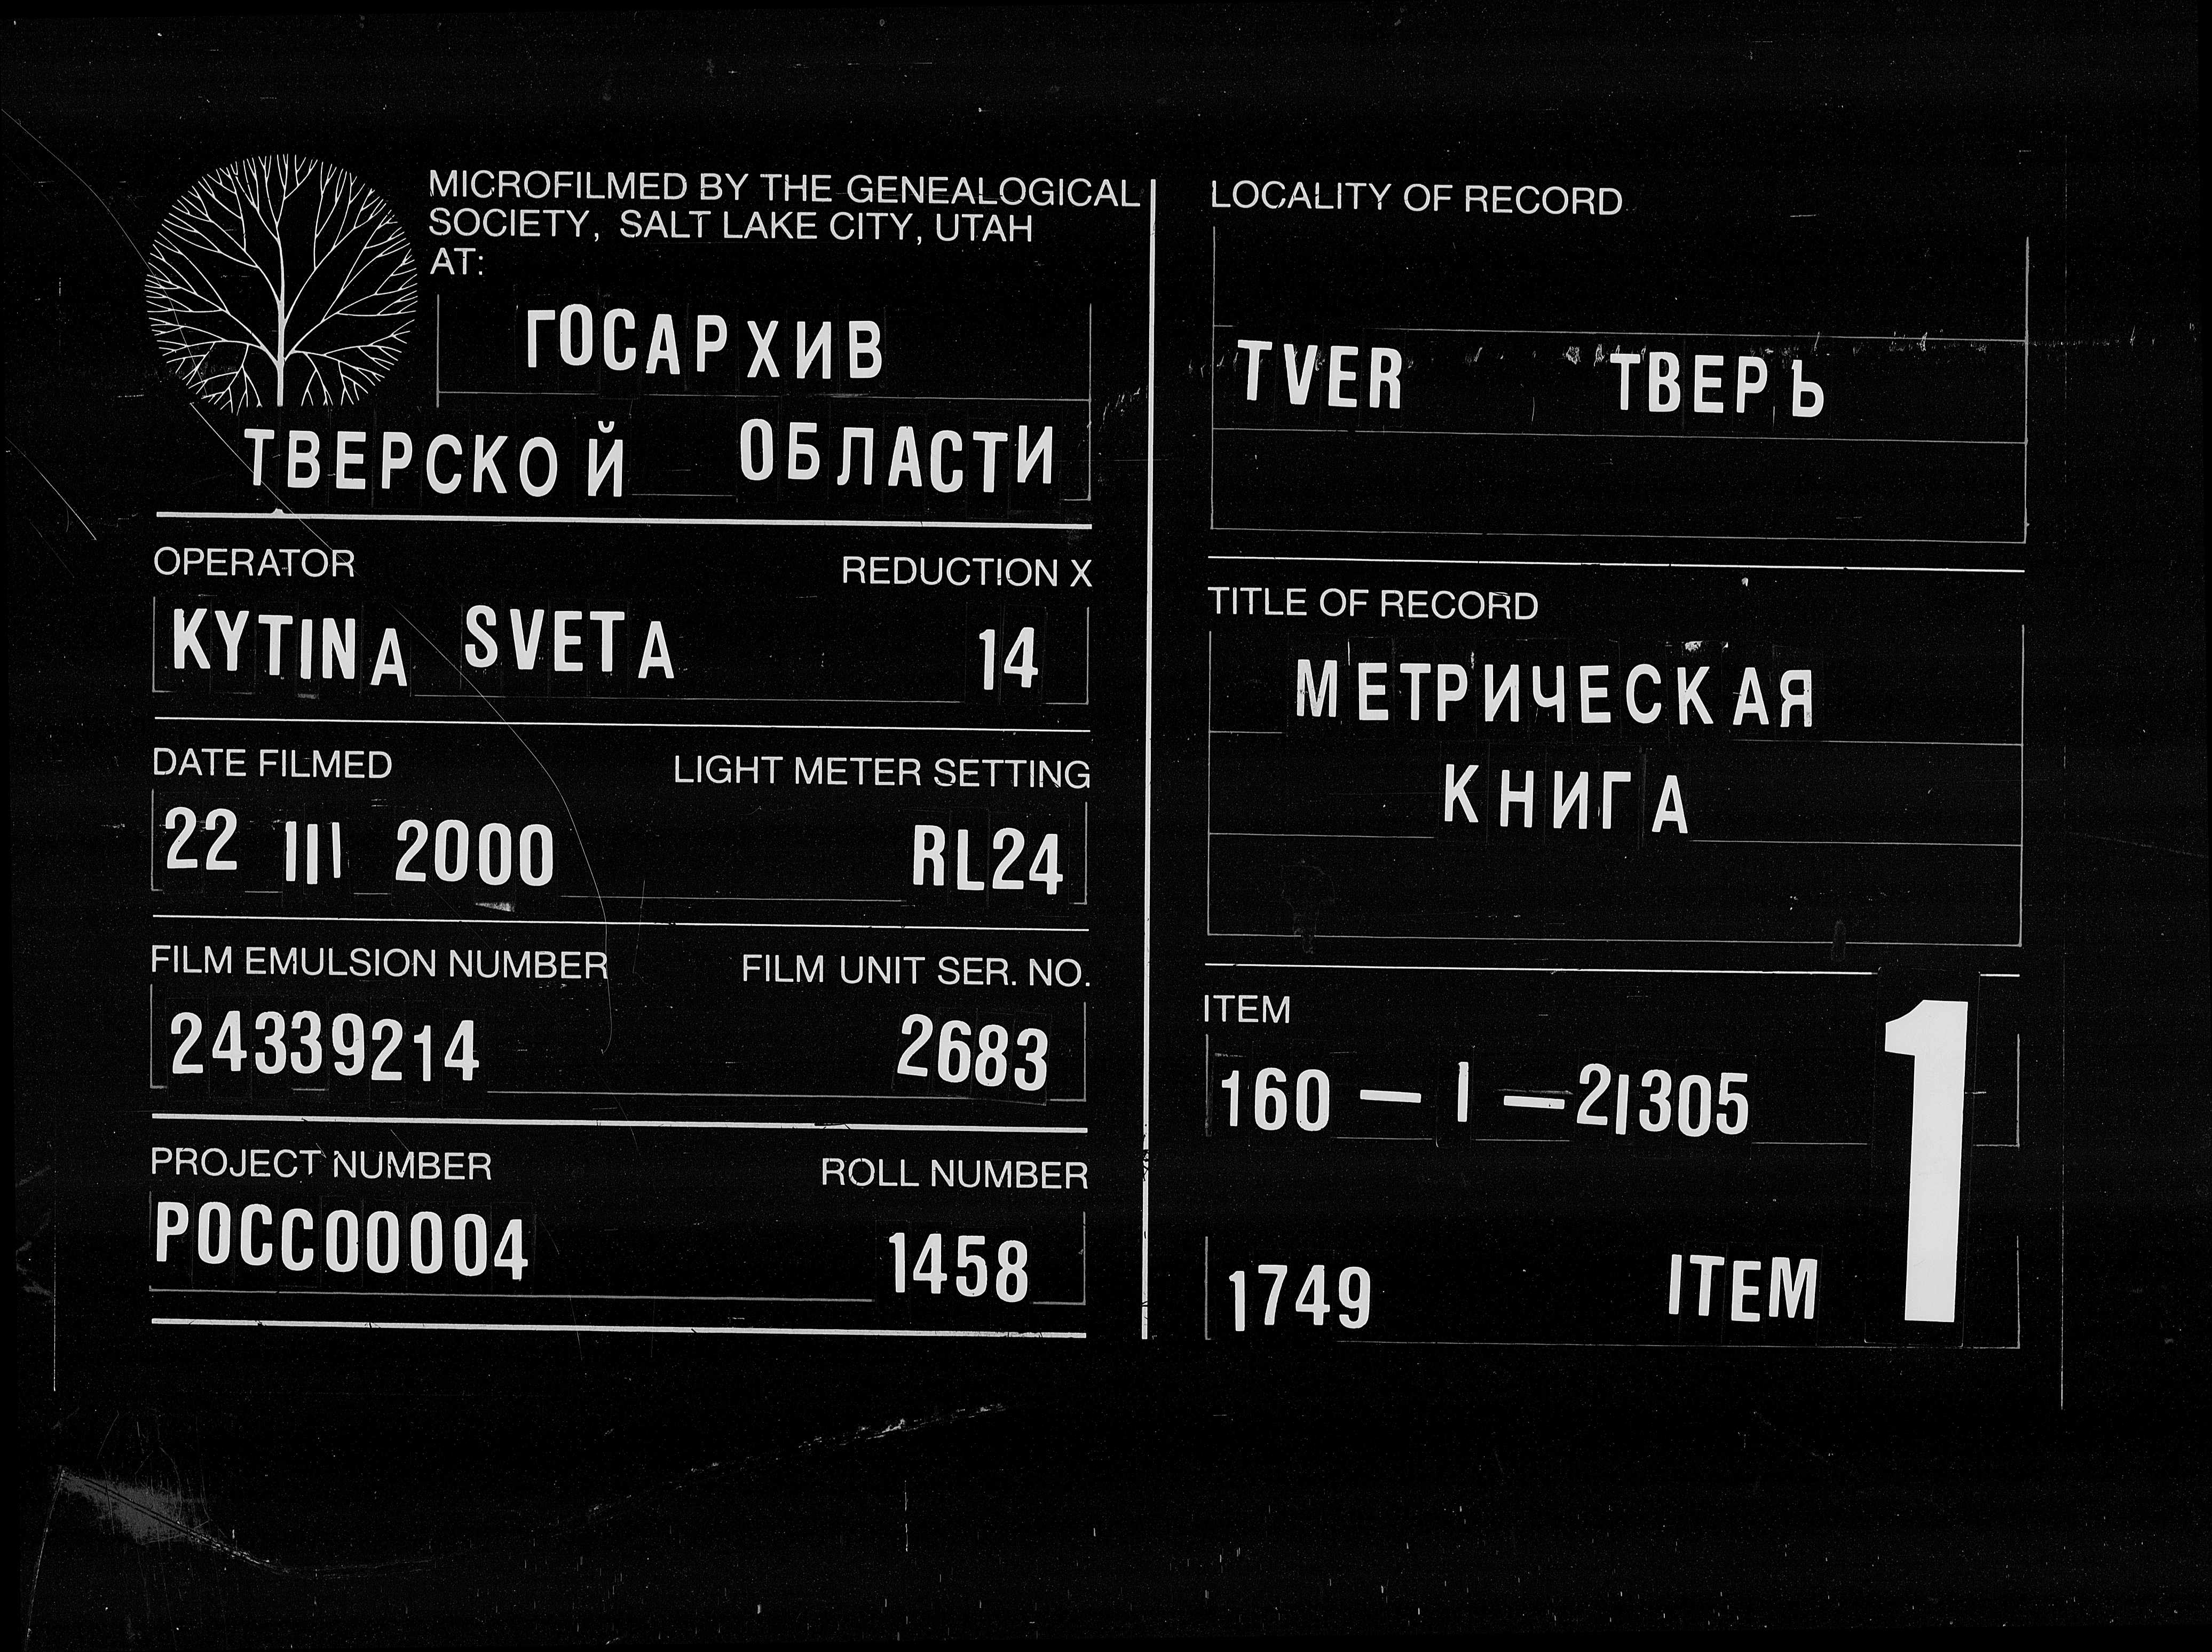 MICROFILMED BY THE GENEALOGICAL
SOCIETY, SALT LAKE CITY, UTAH
AT:
ГОСАРХИВ
ТВЕРСКОЙ ОБЛАСТИ
OPERATOR REDUCTION X
KYTINA SVETA 14
DATE FILMED LIGHT METER SETTING
22 III 2000 RL24
FILM EMULSION NUMBER FILM UNIT SER. NO.
24339214 2683
PROJECT NUMBER ROLL NUMBER
РОСС00004 1458
LOCALITY OF RECORD
TVER ТВЕРЬ
TITLE OF RECORD
МЕТРИЧЕСКАЯ
КНИГА
ITEM
160 – 1 – 21305
1749 ITEM 1